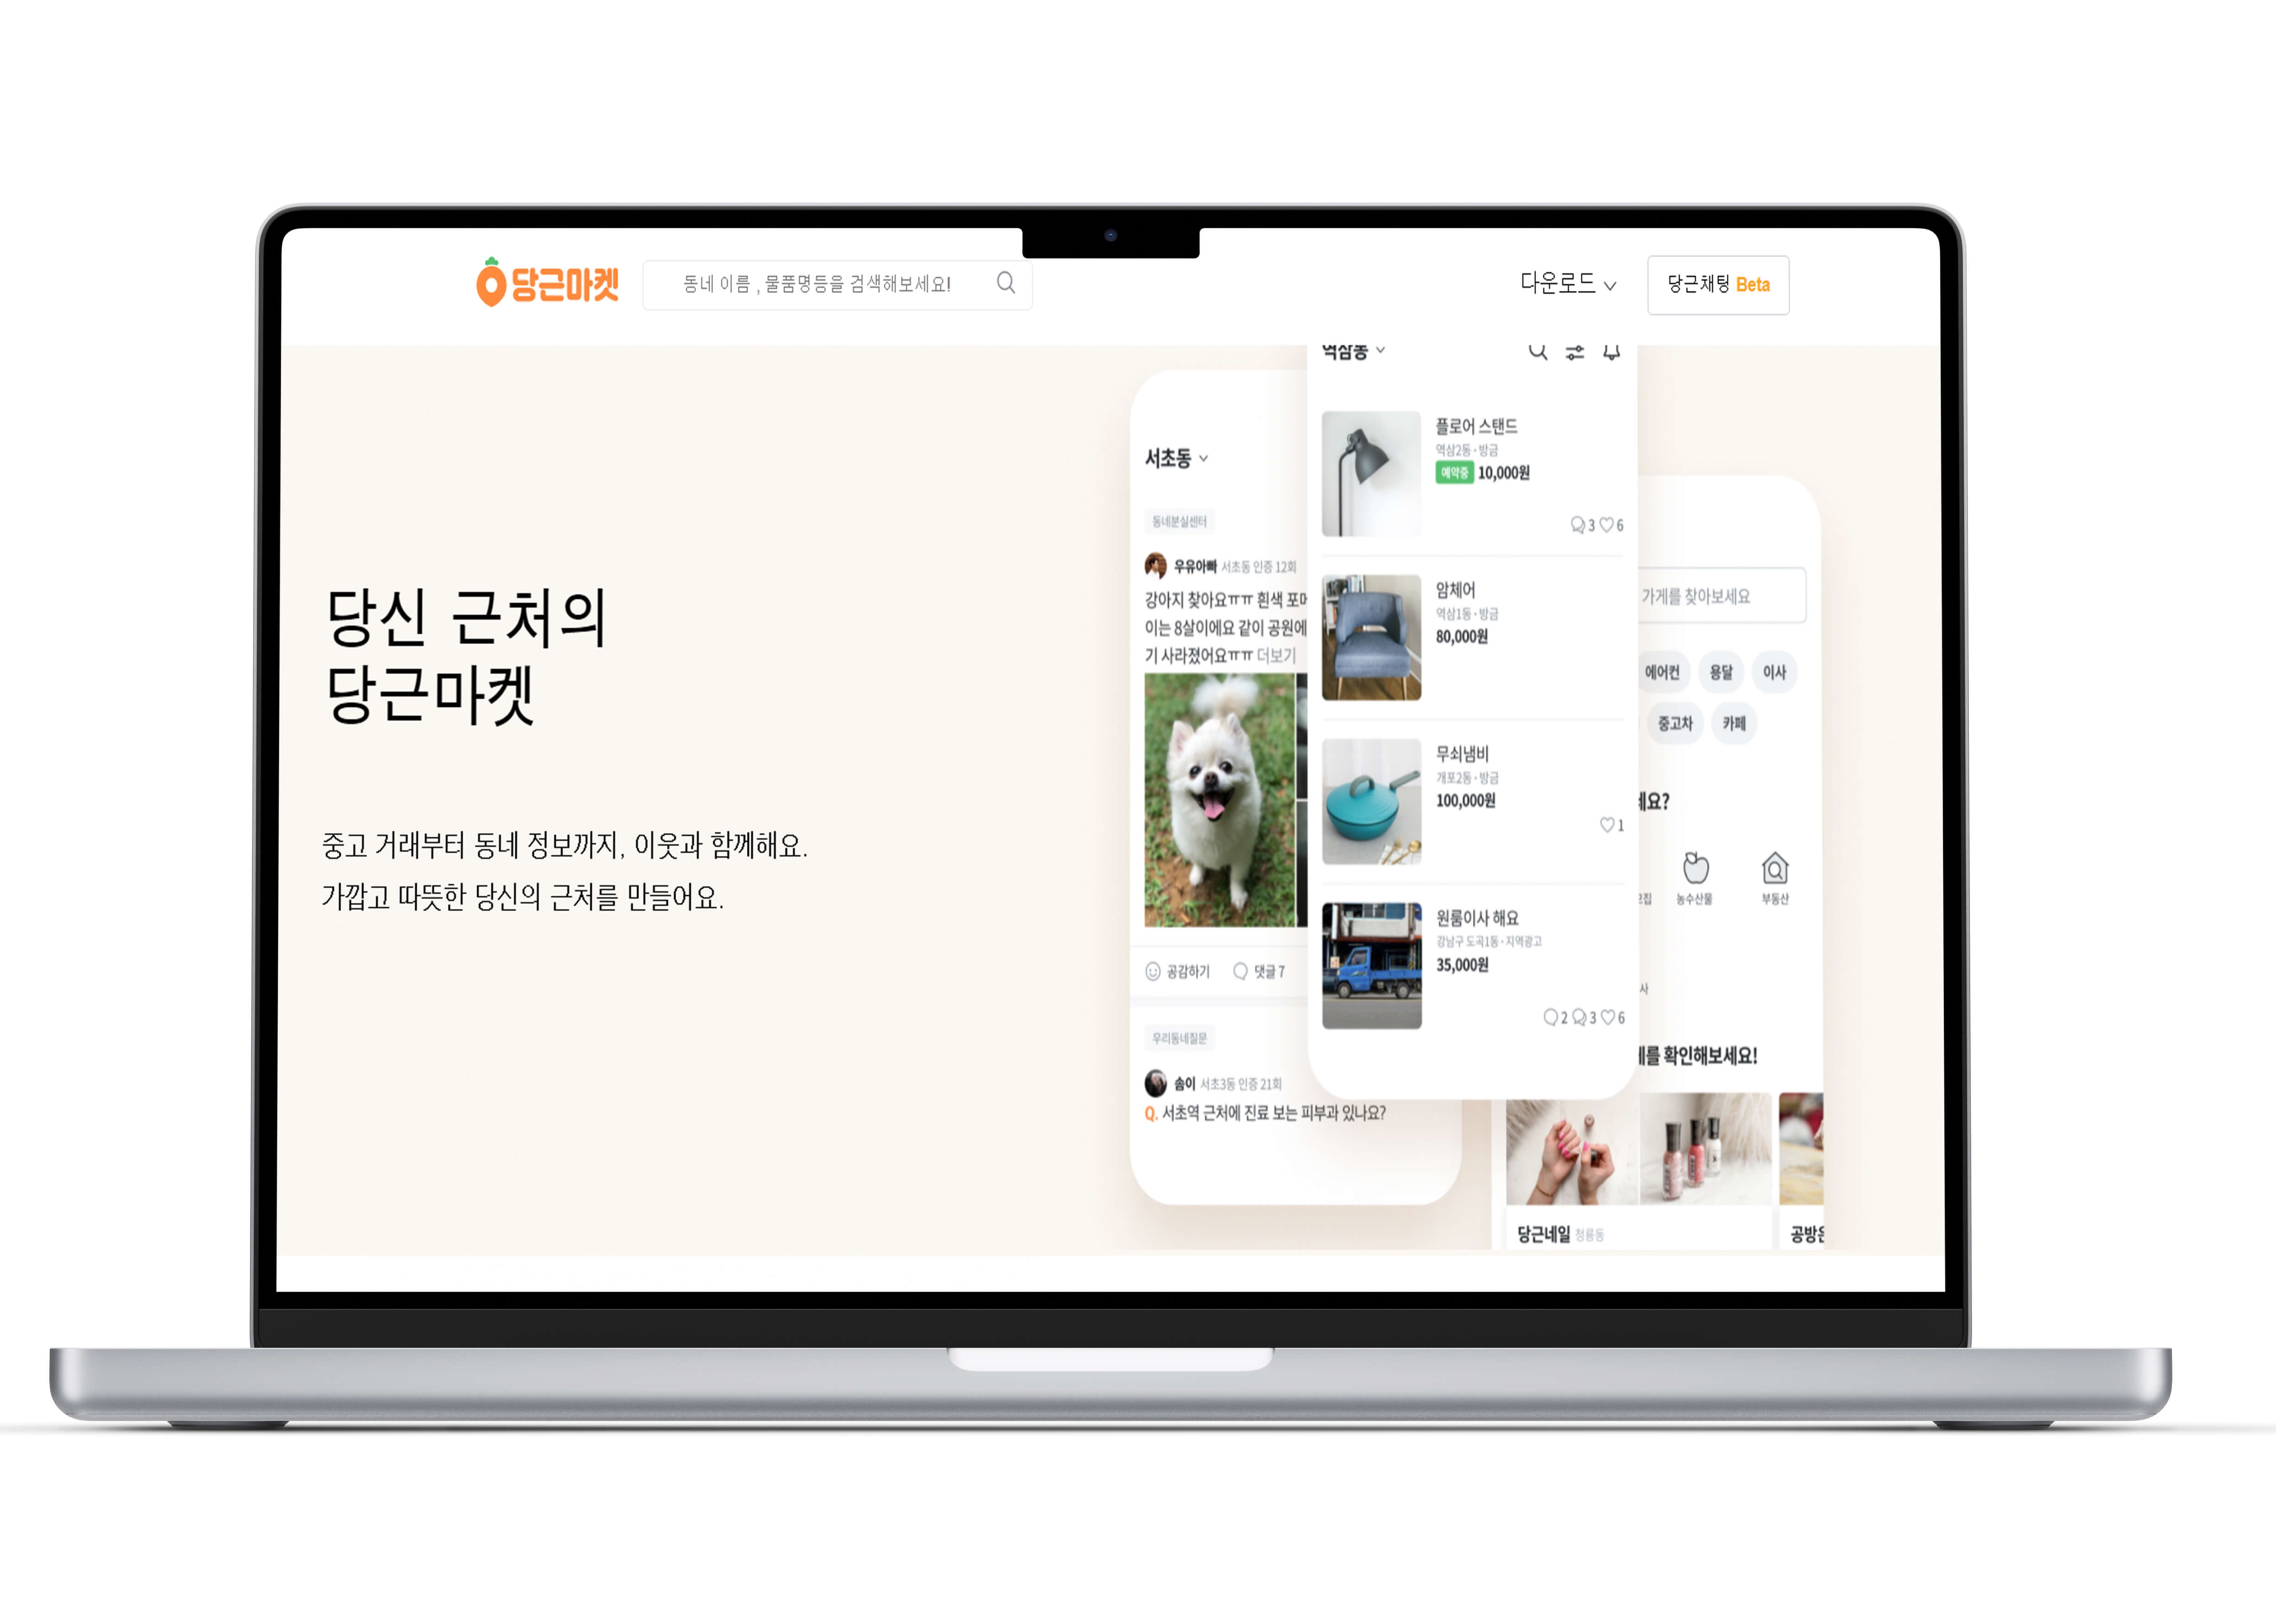 당근마켓
동네 이름 , 물품명등을 검색해보세요!
다운로드
당근채팅 Beta
당신 근처의
당근마켓
중고 거래부터 동네 정보까지, 이웃과 함께해요.
가깝고 따뜻한 당신의 근처를 만들어요.
서초동
동네분실센터
우유아빠 서초동 인증 12회
강아지 찾아요ㅠㅠ 흰색
이는 8살이에요 같이 공원에
기 사라졌어요ㅠㅠ 더보기
공감하기 댓글 7
우리동네질문
솜이 서초3동 인증 21회
Q. 서초역 근처에 진료 보는 피부과 있나요?
역삼동
플로어 스탠드
역삼2동·방금
예약중 10,000원
3 6
암체어
역삼1동·방금
80,000원
무쇠냄비
개포2동·방금
100,000원
1
원룸이사 해요
강남구 도곡1동·지역광고
35,000원
2 3 6
가게를 찾아보세요
에어컨 용달 이사
중고차 카페
요?
농수산물 부동산
사
를 확인해보세요!
당근네일 청룡동
공방